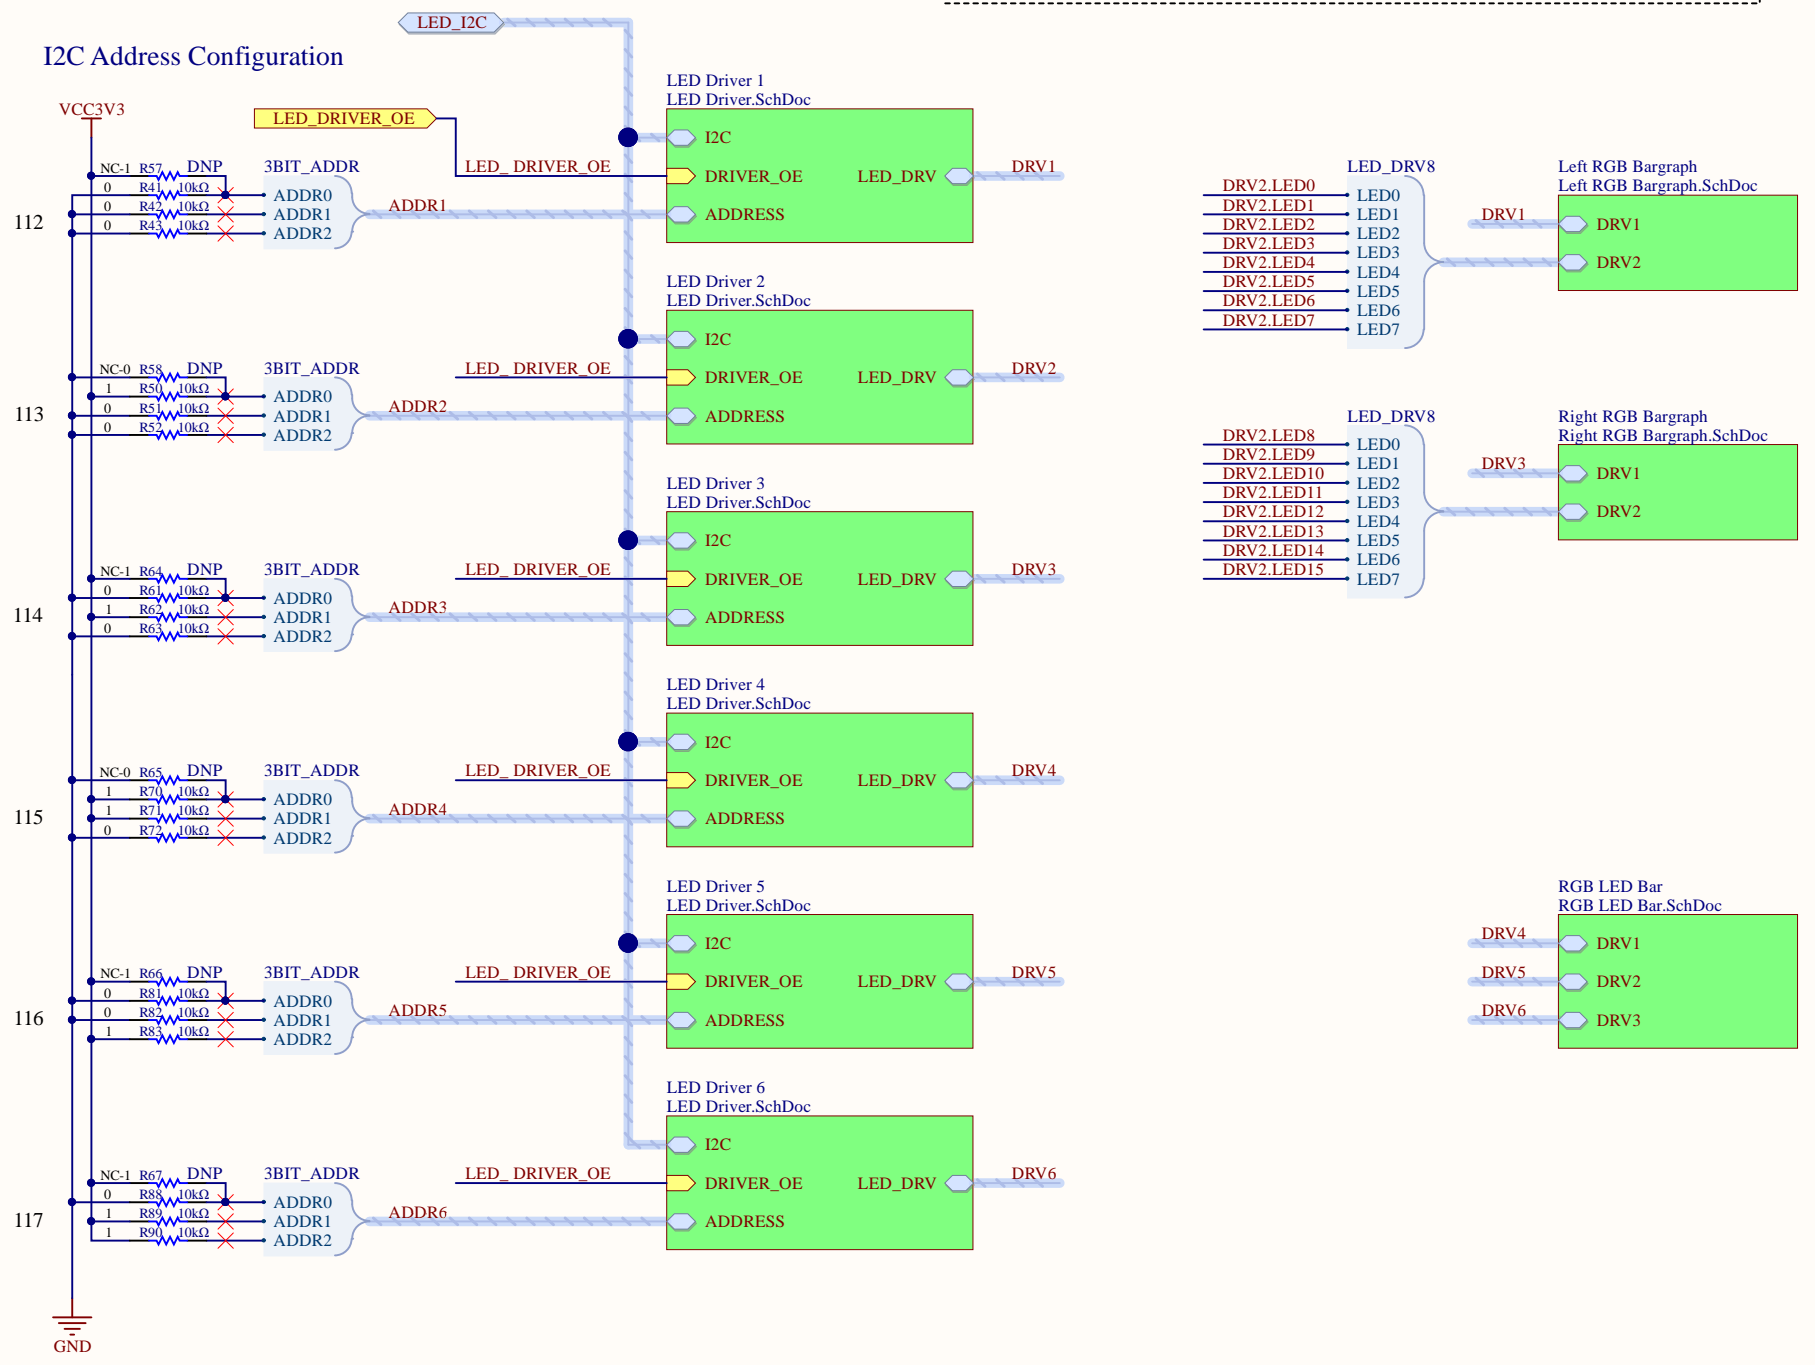 LED_I2C
I2C Address Configuration
VCC3V3
LED_DRIVER_OE
112
NC-1 R57 DNP
0 R41 10kΩ
0 R42 10kΩ
0 R43 10kΩ
3BIT_ADDR
ADDR0
ADDR1
ADDR2
ADDR1
LED_ DRIVER_OE
LED Driver 1
LED Driver.SchDoc
I2C
DRIVER_OE LED_DRV
ADDRESS
DRV1
113
NC-0 R58 DNP
1 R50 10kΩ
0 R51 10kΩ
0 R52 10kΩ
3BIT_ADDR
ADDR0
ADDR1
ADDR2
ADDR2
LED_ DRIVER_OE
LED Driver 2
LED Driver.SchDoc
I2C
DRIVER_OE LED_DRV
ADDRESS
DRV2
114
NC-1 R64 DNP
0 R61 10kΩ
1 R62 10kΩ
0 R63 10kΩ
3BIT_ADDR
ADDR0
ADDR1
ADDR2
ADDR3
LED_ DRIVER_OE
LED Driver 3
LED Driver.SchDoc
I2C
DRIVER_OE LED_DRV
ADDRESS
DRV3
115
NC-0 R65 DNP
1 R70 10kΩ
1 R71 10kΩ
0 R72 10kΩ
3BIT_ADDR
ADDR0
ADDR1
ADDR2
ADDR4
LED_ DRIVER_OE
LED Driver 4
LED Driver.SchDoc
I2C
DRIVER_OE LED_DRV
ADDRESS
DRV4
116
NC-1 R66 DNP
0 R81 10kΩ
0 R82 10kΩ
1 R83 10kΩ
3BIT_ADDR
ADDR0
ADDR1
ADDR2
ADDR5
LED_ DRIVER_OE
LED Driver 5
LED Driver.SchDoc
I2C
DRIVER_OE LED_DRV
ADDRESS
DRV5
117
NC-1 R67 DNP
0 R88 10kΩ
1 R89 10kΩ
1 R90 10kΩ
3BIT_ADDR
ADDR0
ADDR1
ADDR2
ADDR6
LED_ DRIVER_OE
LED Driver 6
LED Driver.SchDoc
I2C
DRIVER_OE LED_DRV
ADDRESS
DRV6
GND
LED_DRV8
DRV2.LED0 LED0
DRV2.LED1 LED1
DRV2.LED2 LED2
DRV2.LED3 LED3
DRV2.LED4 LED4
DRV2.LED5 LED5
DRV2.LED6 LED6
DRV2.LED7 LED7
Left RGB Bargraph
Left RGB Bargraph.SchDoc
DRV1 DRV1
DRV2
LED_DRV8
DRV2.LED8 LED0
DRV2.LED9 LED1
DRV2.LED10 LED2
DRV2.LED11 LED3
DRV2.LED12 LED4
DRV2.LED13 LED5
DRV2.LED14 LED6
DRV2.LED15 LED7
Right RGB Bargraph
Right RGB Bargraph.SchDoc
DRV3 DRV1
DRV2
RGB LED Bar
RGB LED Bar.SchDoc
DRV4 DRV1
DRV5 DRV2
DRV6 DRV3